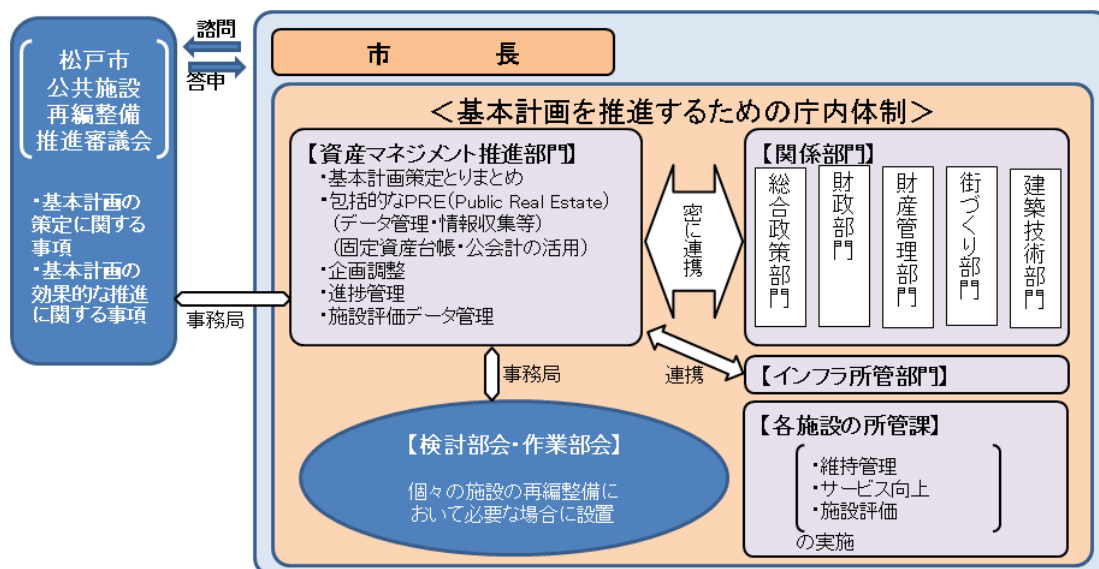 諮問
答申
松戸市
公共施設
再編整備
推進審議会
・基本計画の
策定に関する
事項
・基本計画の
効果的な推進
に関する事項
事務局
市　　　長
＜基本計画を推進するための庁内体制＞
【資産マネジメント推進部門】
・基本計画策定とりまとめ
・包括的なPRE(Public Real Estate)
(データ管理・情報収集等)
(固定資産台帳・公会計の活用)
・企画調整
・進捗管理
・施設評価データ管理
密に連携
【関係部門】
総合政策部門
財政部門
財産管理部門
街づくり部門
建築技術部門
事務局
連携
【インフラ所管部門】
【検討部会・作業部会】
個々の施設の再編整備に
おいて必要な場合に設置
【各施設の所管課】
・維持管理
・サービス向上
・施設評価
の実施